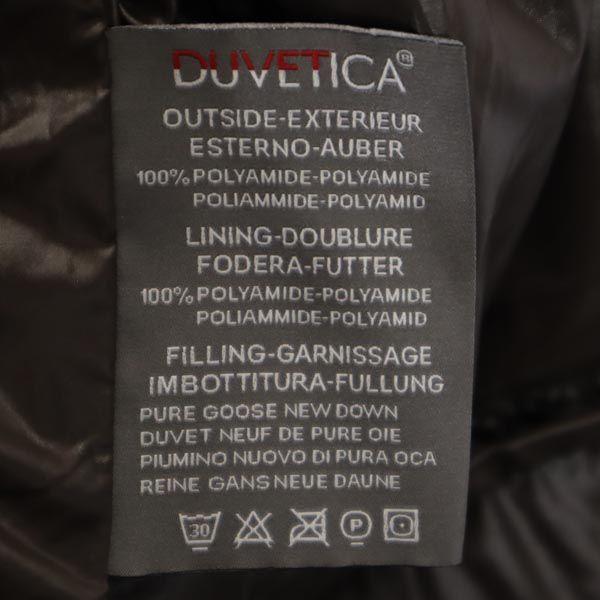 DUVETICA®
OUTSIDE-EXTERIEUR
ESTERNO-AUBER
100% POLYAMIDE-POLYAMIDE
POLIAMMIDE-POLYAMID
LINING-DOUBLURE
FODERA-FUTTER
100% POLYAMIDE-POLYAMIDE
POLIAMMIDE-POLYAMID
FILLING-GARNISSAGE
IMBOTTITURA-FULLUNG
PURE GOOSE NEW DOWN
DUVET NEUF DE PURE OIE
PIUMINO NUOVO DI PURA OCA
REINE GANS NEUE DAUNE
30 P